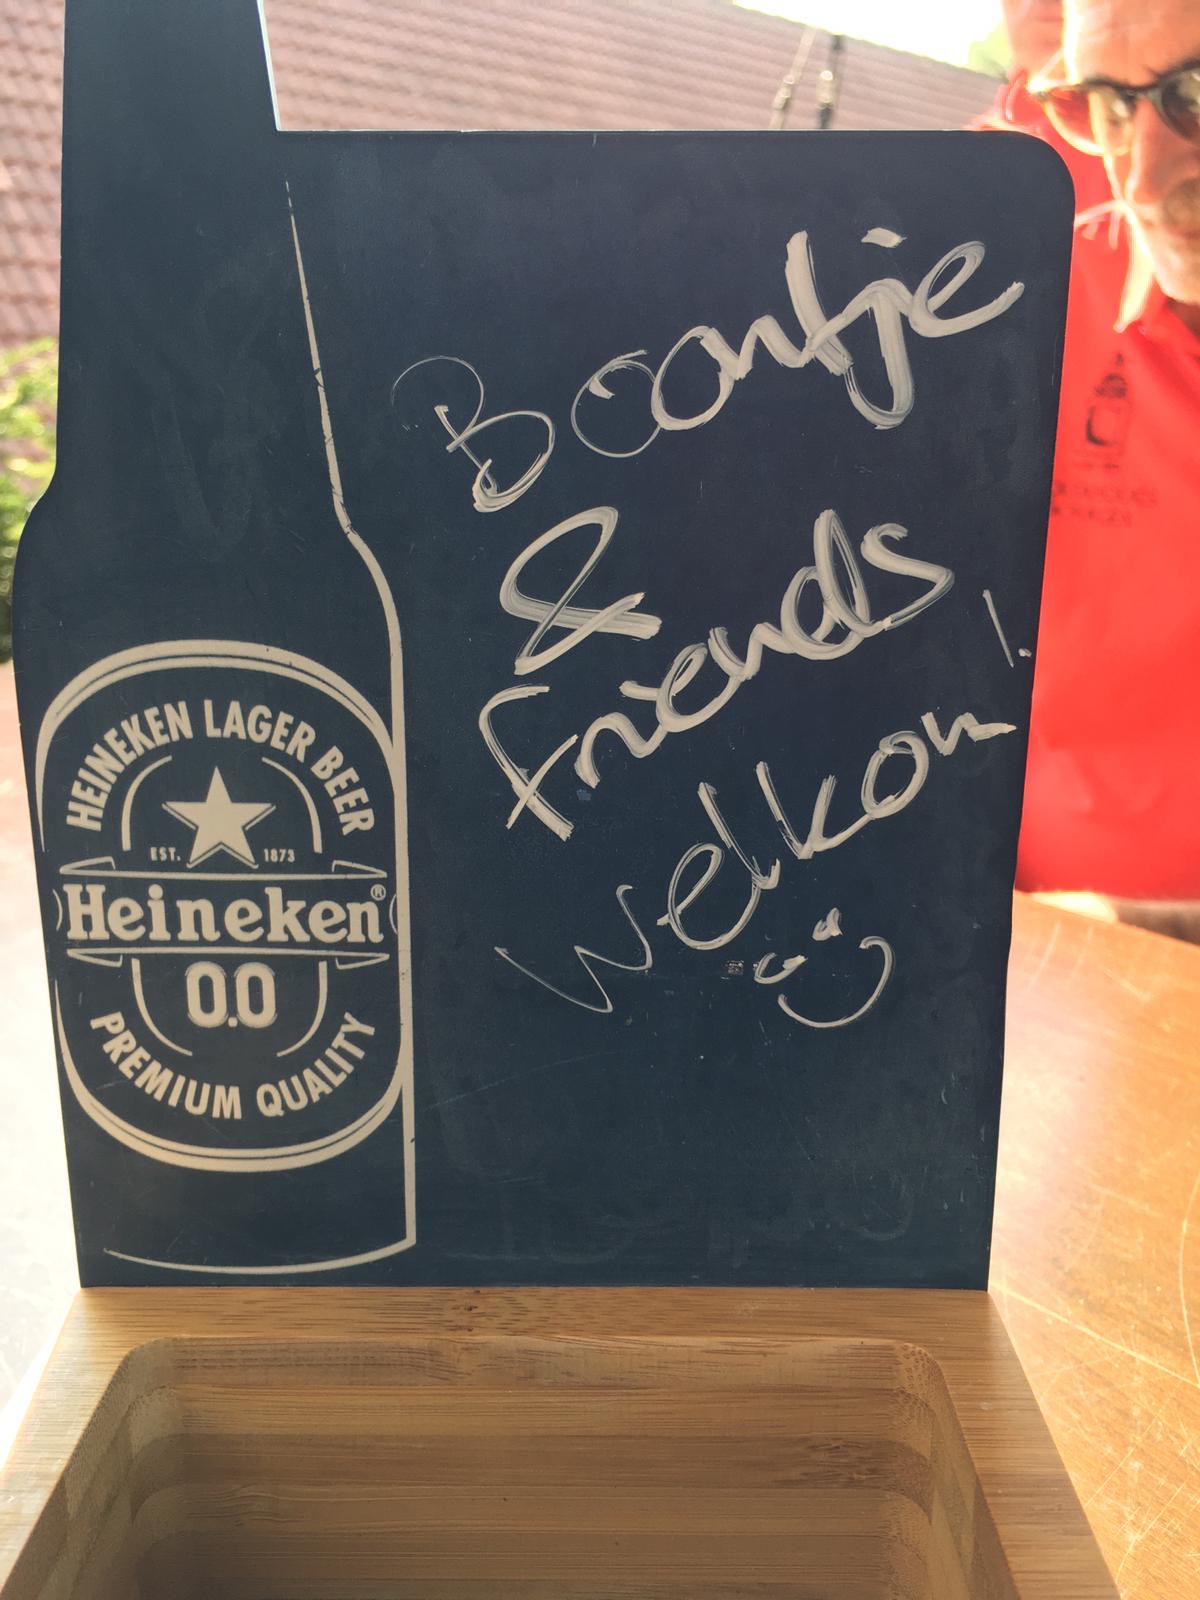 Boontje
&
friends
welkom!
HEINEKEN LAGER BEER
EST. 1873
Heineken®
0.0
PREMIUM QUALITY